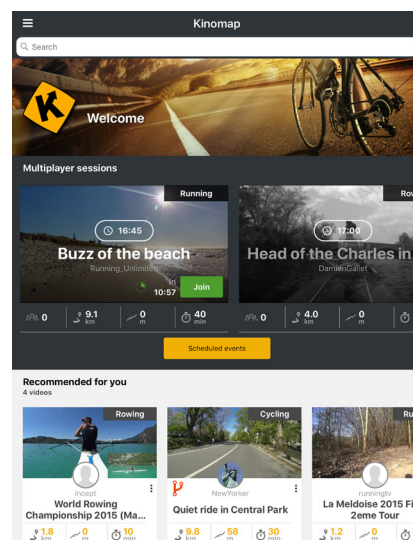 Kinomap
Search
Welcome
Multiplayer sessions
Running
16:45
Buzz of the beach
Running_Unlimited
In
10:57
Join
0
9.1
km
0
m
40
min
17:00
Head of the Charles in
DamienGallet
0
4.0
km
0
m
Scheduled events
Recommended for you
4 videos
Rowing
incept
World Rowing
Championship 2015 (Ma...
1.8
km
0
m
10
min
Cycling
NewYorker
Quiet ride in Central Park
9.8
km
58
m
30
min
runningtv
La Meldoise 2015 Fi
2eme Tour
1.2
km
0
m